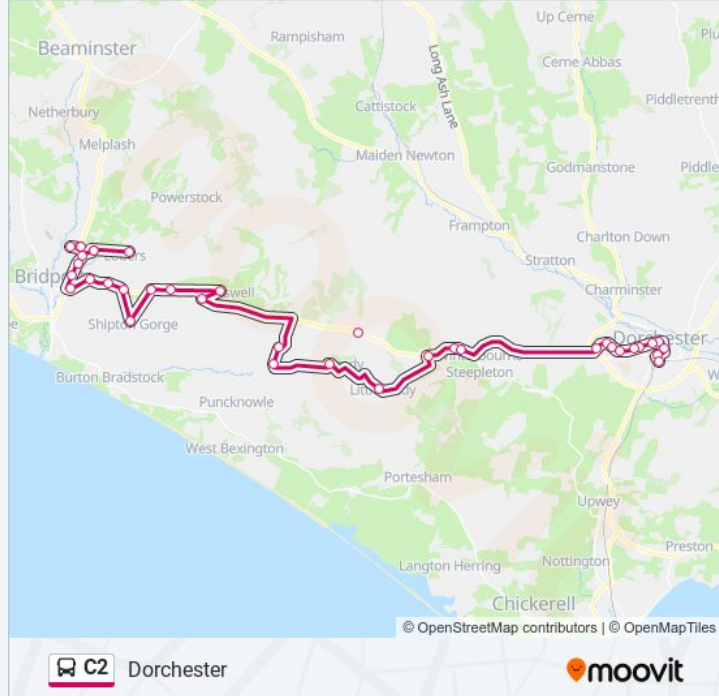 Up Cerne
Rampisham
Beaminster
Cerne Abbas
Long Ash Lane
Piddletrenth
Netherbury
Cattistock
Melplash
Maiden Newton
Godmanstone
Piddle
Powerstock
Frampton
Charlton Down
Stratton
Charminster
Shipton Gorge
Dorchester
Steepleton
Burton Bradstock
Puncknowle
West Bexington
Portesham
Upwey
Preston
Nottington
Langton Herring
Chickerell
© OpenStreetMap contributors | © OpenMapTiles
C2 Dorchester
moovit